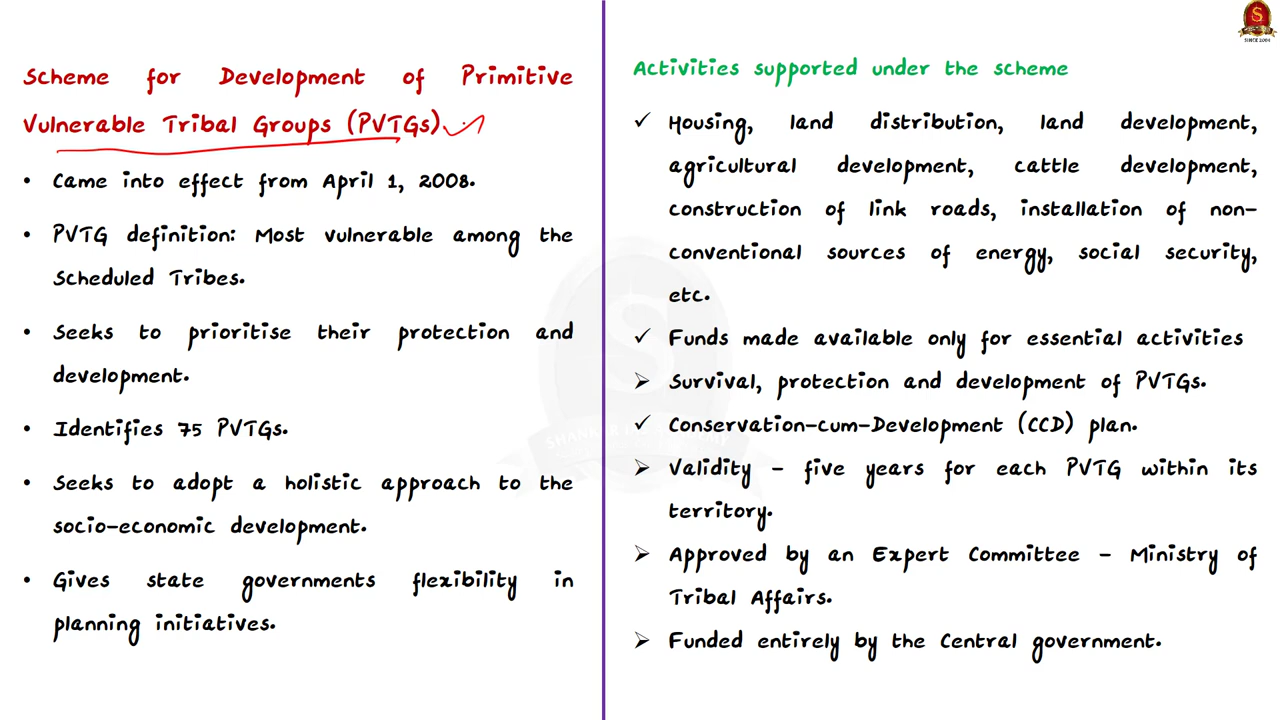 Scheme for Development of Primitive
Vulnerable Tribal Groups (PVTGs)
• Came into effect from April 1, 2008.
• PVTG definition: Most vulnerable among the
Scheduled Tribes.
• Seeks to prioritise their protection and
development.
• Identifies 75 PVTGs.
• Seeks to adopt a holistic approach to the
socio-economic development.
• Gives state governments flexibility in
planning initiatives.
Activities supported under the scheme
✓ Housing, land distribution, land development,
agricultural development, cattle development,
construction of link roads, installation of non-
conventional sources of energy, social security,
etc.
✓ Funds made available only for essential activities
➢ Survival, protection and development of PVTGs.
✓ Conservation-cum-Development (CCD) plan.
➢ Validity - five years for each PVTG within its
territory.
➢ Approved by an Expert Committee - Ministry of
Tribal Affairs.
➢ Funded entirely by the Central government.
S
SINCE 2004